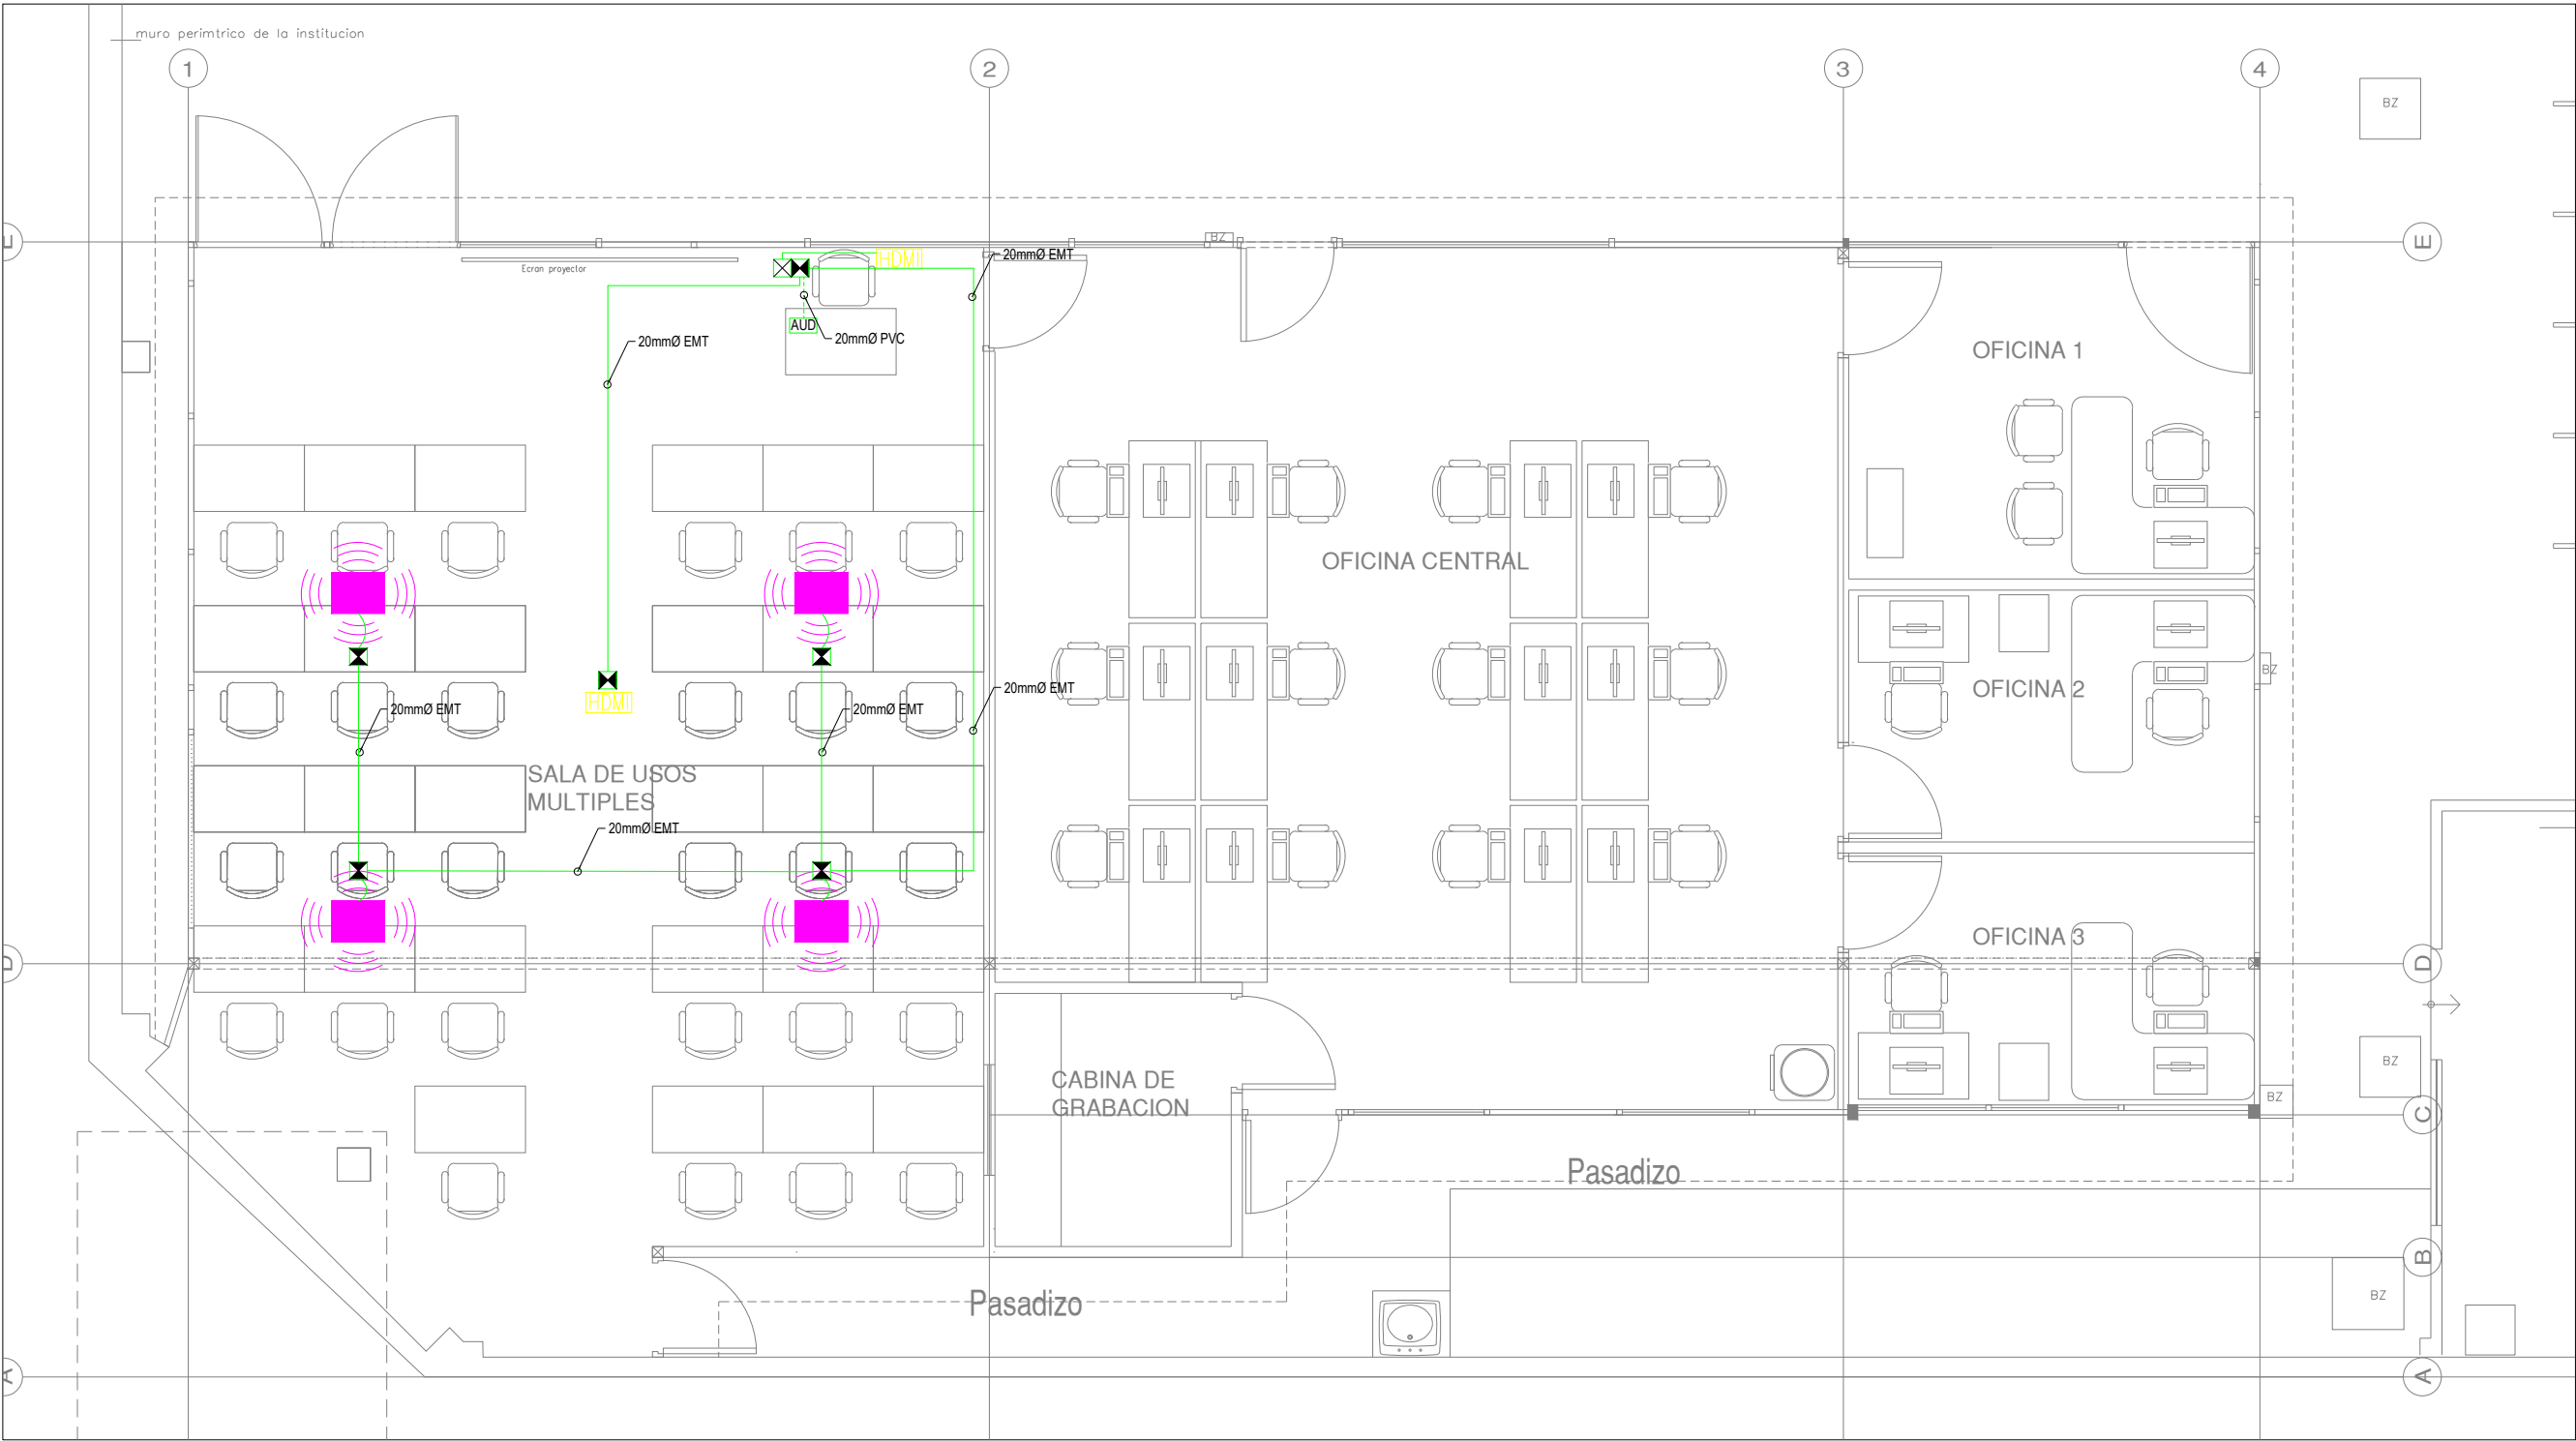 muro perimtrico de la institucion
1
2
3
4
BZ
E
E
BZ
Ecran proyector
HDMI
20mmØ EMT
AUD
20mmØ PVC
20mmØ EMT
OFICINA 1
OFICINA CENTRAL
BZ
HDMI
20mmØ EMT
OFICINA 2
20mmØ EMT
20mmØ EMT
SALA DE USOS
MULTIPLES
20mmØ EMT
OFICINA 3
D
D
BZ
CABINA DE
GRABACION
BZ
C
Pasadizo
B
BZ
Pasadizo
A
A